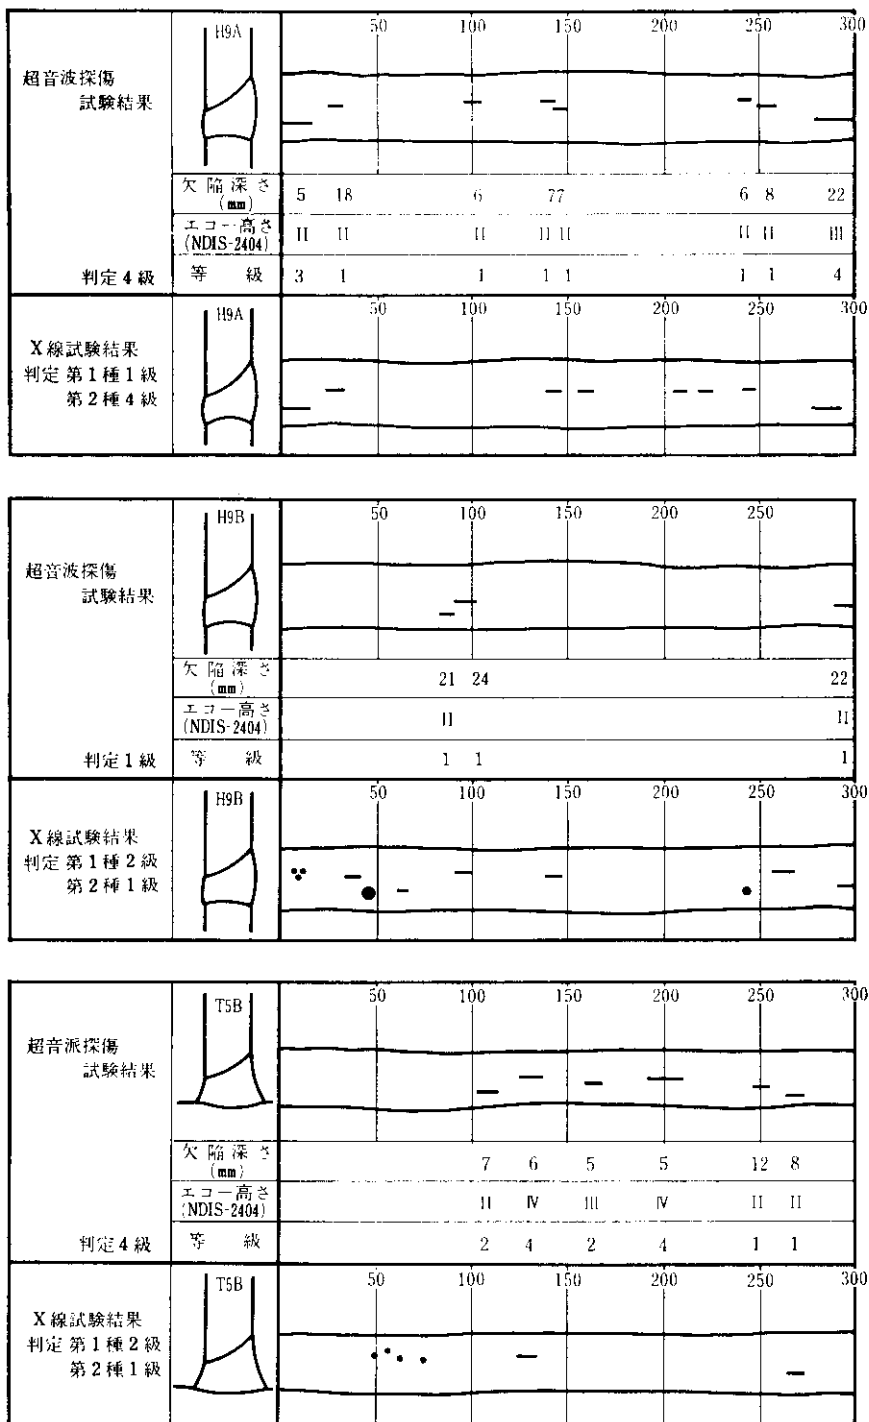 H9A 50 100 150 200 250 300
超音波探傷
試験結果
欠陥深さ
(mm) 5 18 6 77 6 8 22
エコー高さ
(NDIS-2404) II II II II II II II III
判定4級 等級 3 1 1 1 1 1 1 4
H9A 50 100 150 200 250 300
X線試験結果
判定 第1種1級
第2種4級
H9B 50 100 150 200 250 300
超音波探傷
試験結果
欠陥深さ
(mm) 21 24 22
エコー高さ
(NDIS-2404) II II
判定1級 等級 1 1 1
H9B 50 100 150 200 250 300
X線試験結果
判定 第1種2級
第2種1級
T5B 50 100 150 200 250 300
超音派探傷
試験結果
欠陥深さ
(mm) 7 6 5 5 12 8
エコー高さ
(NDIS-2404) II IV III IV II II
判定4級 等級 2 4 2 4 1 1
T5B 50 100 150 200 250 300
X線試験結果
判定 第1種2級
第2種1級